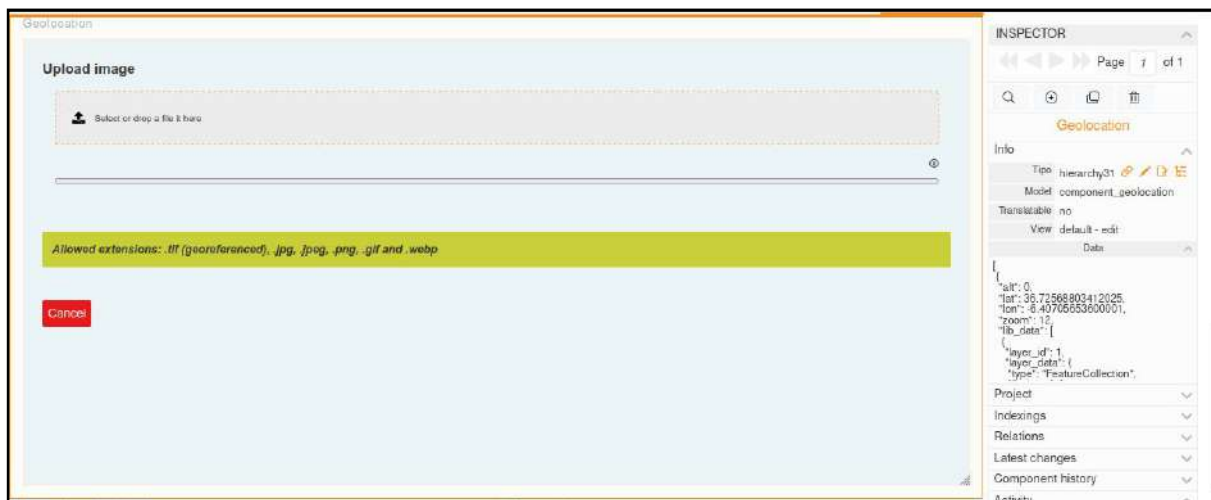 Geolocation
Upload image
Select or drop a file it here
Allowed extensions: .tif (georeferenced), .jpg, .jpeg, .png, .gif and .webp
Cancel
INSPECTOR
Page 1 of 1
Geolocation
Info
Tipo hierarchy31
Model component_geolocation
Translatable no
View default - edit
Data
[
{
"alt": 0,
"lat": 36.72568803412025,
"lon": -6.40705653600001,
"zoom": 12,
"lib_data": [
{
"layer_id": 1,
"layer_data": {
"type": "FeatureCollection",
Project
Indexings
Relations
Latest changes
Component history
Activity